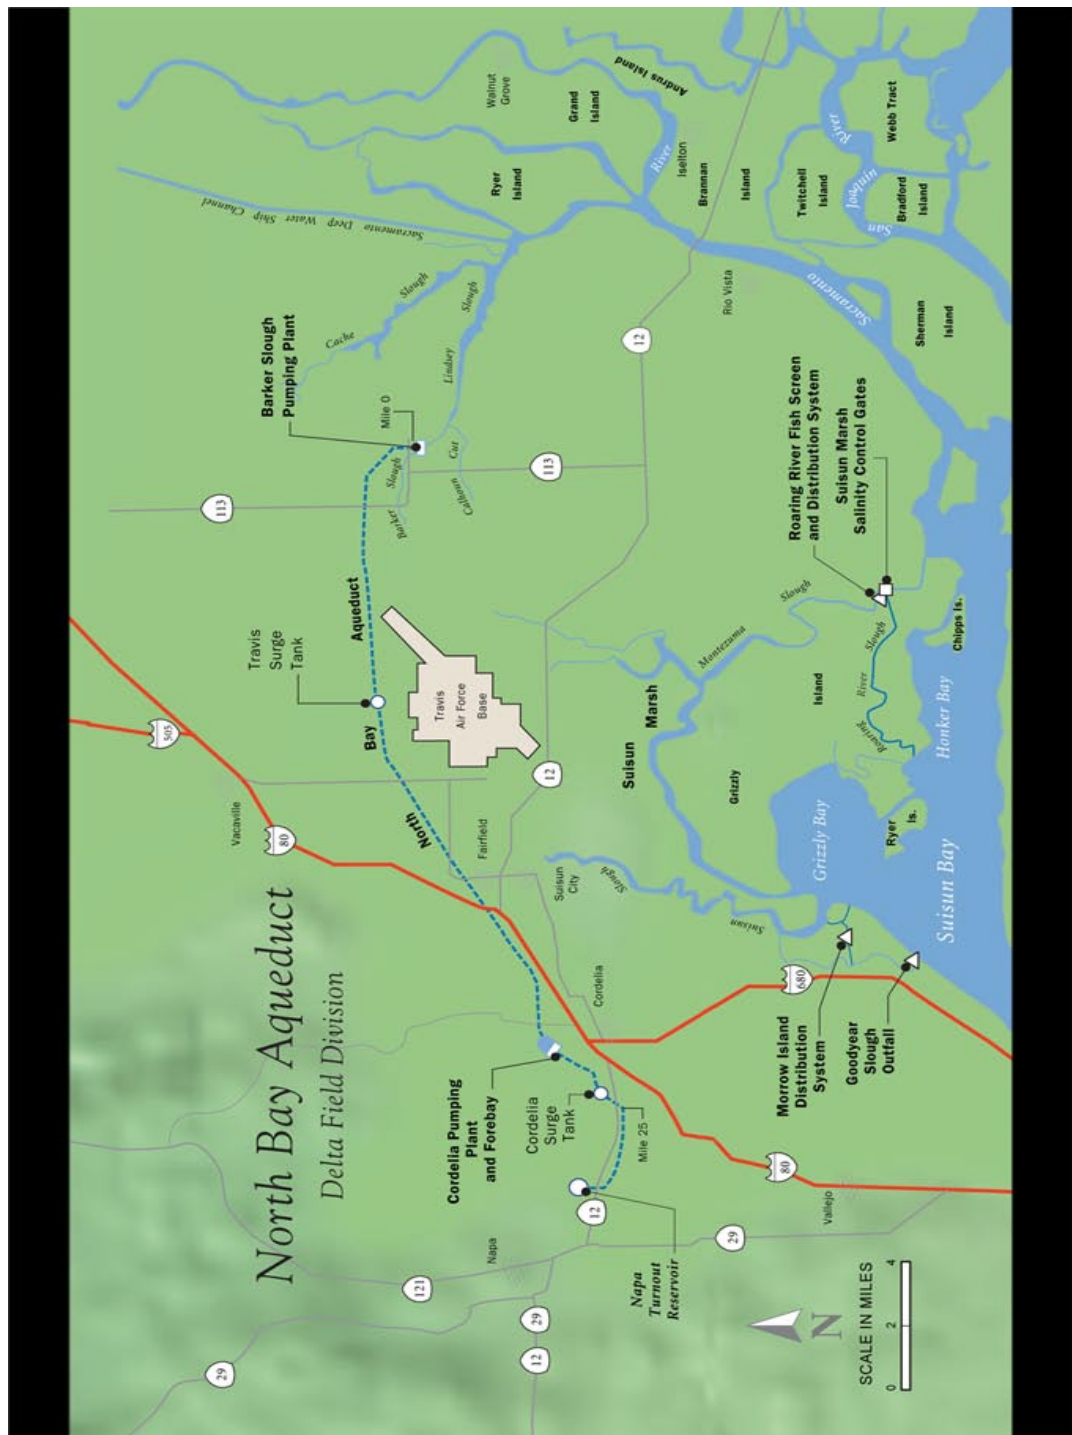 North Bay Aqueduct
Delta Field Division
29
121
29
12
Napa
12
Napa
Turnout
Reservoir
29
Vallejo
80
N
SCALE IN MILES
0 2 4
Cordelia Pumping
Plant
and Forebay
Cordelia
Surge
Tank
Mile 25
Cordelia
680
Morrow Island
Distribution
System
Goodyear
Slough
Outfall
Vacaville
80
505
Fairfield
Suisun
City
Suisun
Slough
12
North
Bay
Aqueduct
Travis
Surge
Tank
Travis
Air Force
Base
Suisun
Marsh
Grizzly
Island
Grizzly Bay
Suisun Bay
Ryer
Is.
Honker Bay
Chipps Is.
Roaring
River
Slough
Montezuma
Slough
Roaring River Fish Screen
and Distribution System
Suisun Marsh
Salinity Control Gates
113
113
12
Barker Slough
Pumping Plant
Mile 0
Barker
Slough
Calhoun
Cut
Lindsey
Slough
Cache
Slough
Sacramento Deep Water Ship Channel
Ryer
Island
Grand
Island
Walnut
Grove
Andrus Island
River
Iselton
Brannan
Island
Rio Vista
Sacramento
Twitchell
Island
San
Joaquin
River
Webb Tract
Bradford
Island
Sherman
Island